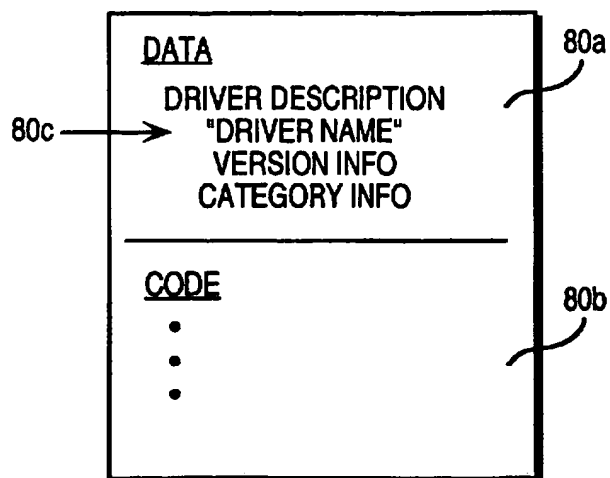 DATA
80a
DRIVER DESCRIPTION
80c
"DRIVER NAME"
VERSION INFO
CATEGORY INFO
CODE
80b